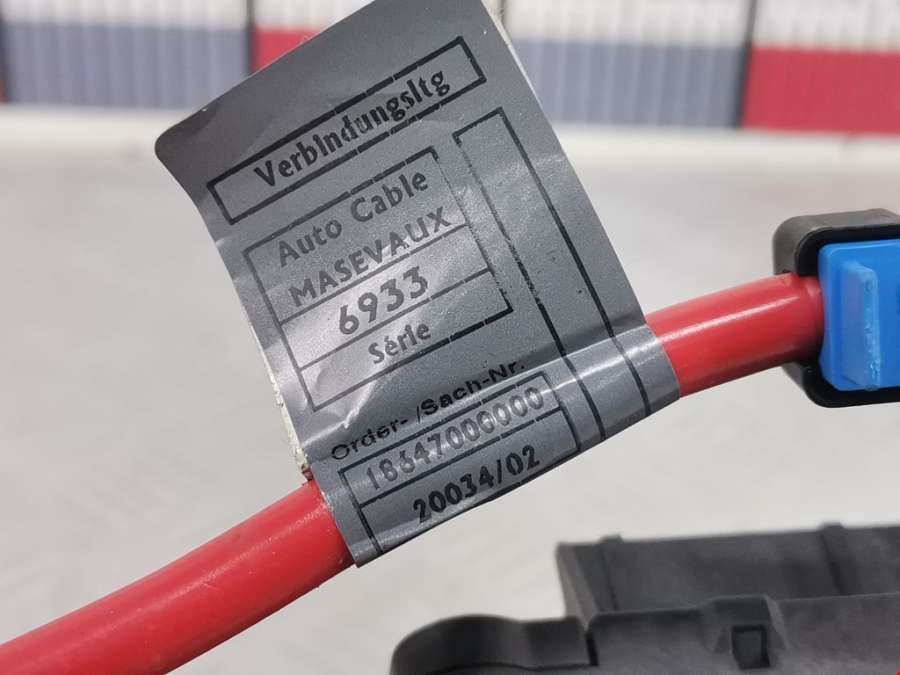 Verbindungsltg
Auto Cable
MASEVAUX
6933
Série
Order- /Sach-Nr.
18647000000
20034/02